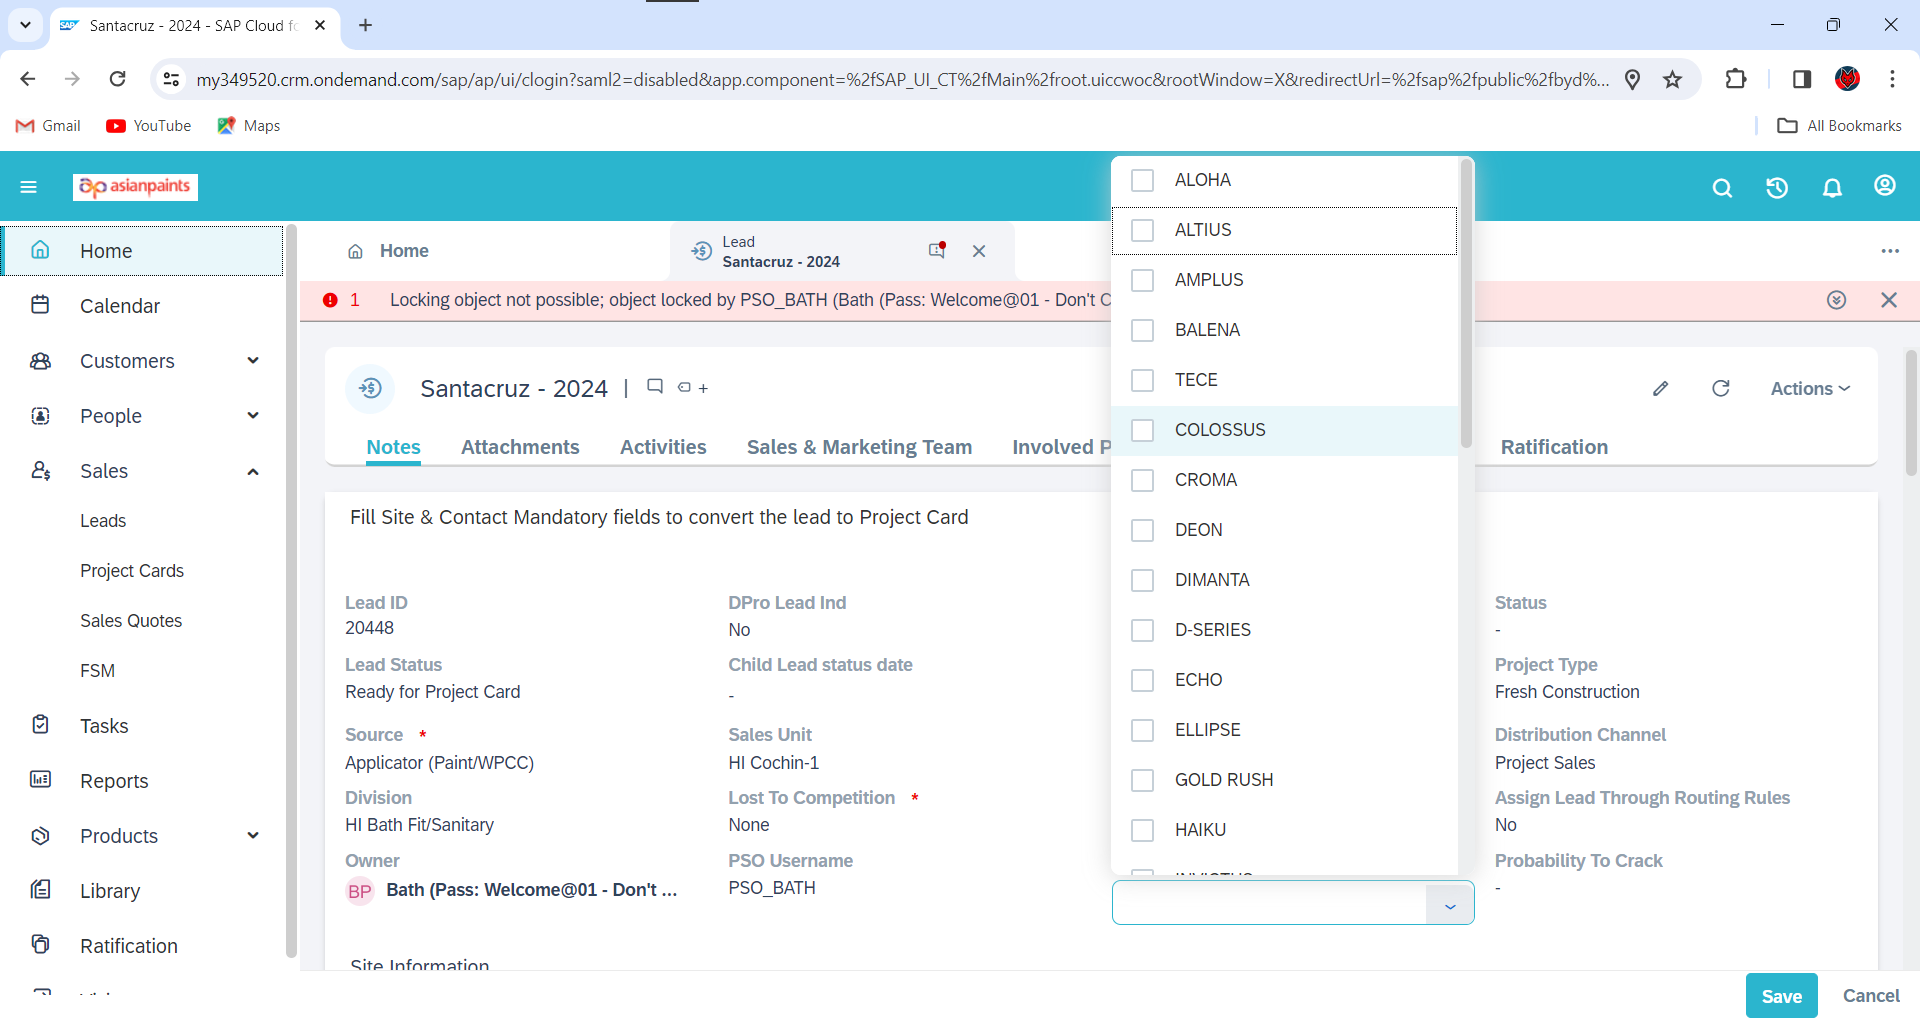 Santacruz - 2024 - SAP Cloud fo
my349520.crm.ondemand.com/sap/ap/ui/clogin?saml2=disabled&app.component=%2fSAP_UI_CT%2fMain%2froot.uiccwoc&rootWindow=X&redirectUrl=%2fsap%2fpublic%2fbyd%...
Gmail
YouTube
Maps
All Bookmarks
asianpaints
Home
Calendar
Customers
People
Sales
Leads
Project Cards
Sales Quotes
FSM
Tasks
Reports
Products
Library
Ratification
Home
Lead
Santacruz - 2024
1 Locking object not possible; object locked by PSO_BATH (Bath (Pass: Welcome@01 - Don't C
Santacruz - 2024 |
Actions
Notes
Attachments
Activities
Sales & Marketing Team
Involved P
Ratification
Fill Site & Contact Mandatory fields to convert the lead to Project Card
Lead ID
20448
Lead Status
Ready for Project Card
Source *
Applicator (Paint/WPCC)
Division
HI Bath Fit/Sanitary
Owner
BP Bath (Pass: Welcome@01 - Don't ...
DPro Lead Ind
No
Child Lead status date
-
Sales Unit
HI Cochin-1
Lost To Competition *
None
PSO Username
PSO_BATH
ALOHA
ALTIUS
AMPLUS
BALENA
TECE
COLOSSUS
CROMA
DEON
DIMANTA
D-SERIES
ECHO
ELLIPSE
GOLD RUSH
HAIKU
INVICTUS
Status
-
Project Type
Fresh Construction
Distribution Channel
Project Sales
Assign Lead Through Routing Rules
No
Probability To Crack
-
Site Information
Save
Cancel